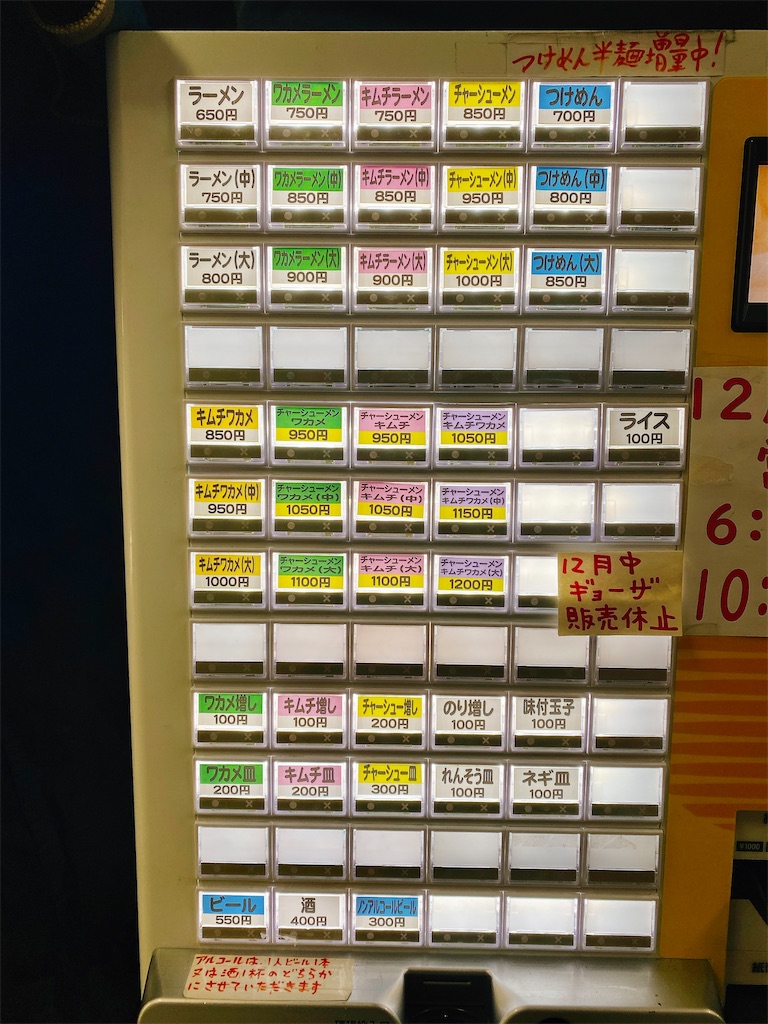 つけめん半麺増量中!
ラーメン
650円
ワカメラーメン
750円
キムチラーメン
750円
チャーシューメン
850円
つけめん
700円
ラーメン(中)
750円
ワカメラーメン(中)
850円
キムチラーメン(中)
850円
チャーシューメン(中)
950円
つけめん(中)
800円
ラーメン(大)
800円
ワカメラーメン(大)
900円
キムチラーメン(大)
900円
チャーシューメン(大)
1000円
つけめん(大)
850円
キムチワカメ
850円
チャーシューメン
ワカメ
950円
チャーシューメン
キムチ
950円
チャーシューメン
キムチワカメ
1050円
ライス
100円
キムチワカメ(中)
950円
チャーシューメン
ワカメ(中)
1050円
チャーシューメン
キムチ(中)
1050円
チャーシューメン
キムチワカメ(中)
1150円
キムチワカメ(大)
1000円
チャーシューメン
ワカメ(大)
1100円
チャーシューメン
キムチ(大)
1100円
チャーシューメン
キムチワカメ(大)
1200円
12月中
ギョーザ
販売休止
12
6:
10:
ワカメ増し
100円
キムチ増し
100円
チャーシュー増し
200円
のり増し
100円
味付玉子
100円
ワカメ皿
200円
キムチ皿
200円
チャーシュー皿
300円
れんそう皿
100円
ネギ皿
100円
¥1000
ビール
550円
酒
400円
ノンアルコールビール
300円
アルコールは、1人ビール1本
又は酒1杯のどちらか
にさせていただきます